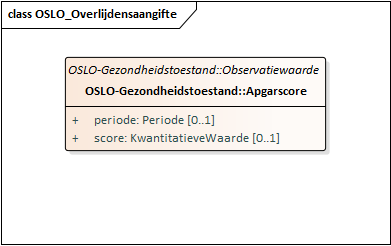 class OSLO_Overlijdensaangifte
OSLO-Gezondheidstoestand::Observatiewaarde
OSLO-Gezondheidstoestand::Apgarscore
+ periode: Periode [0..1]
+ score: KwantitatieveWaarde [0..1]